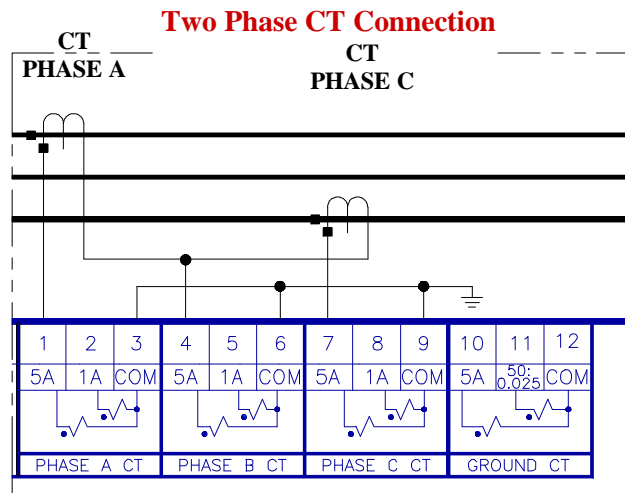 Two Phase CT Connection
CT
PHASE A
CT
PHASE C
1 2 3 4 5 6 7 8 9 10 11 12
5A 1A COM 5A 1A COM 5A 1A COM 5A 50:0.025 COM
PHASE A CT PHASE B CT PHASE C CT GROUND CT